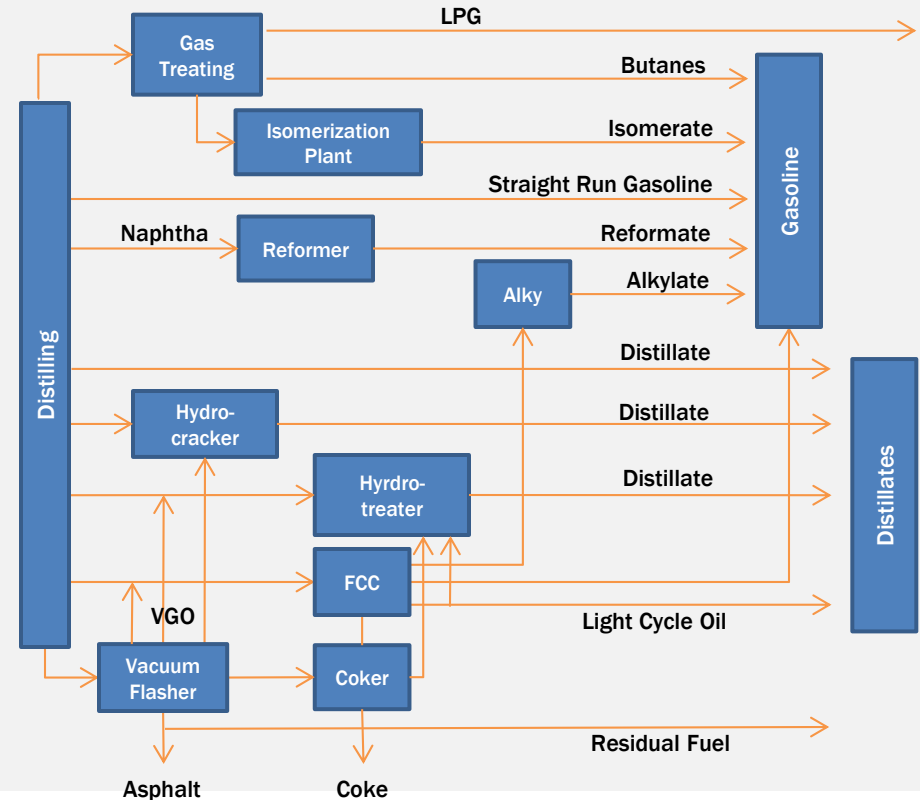 LPG
Gas
Treating
Butanes
Isomerization
Plant
Isomerate
Gasoline
Straight Run Gasoline
Naphtha
Reformer
Reformate
Alky
Alkylate
Distilling
Distillate
Hydro-
cracker
Distillate
Hyrdro-
treater
Distillate
Distillates
FCC
VGO
Light Cycle Oil
Vacuum
Flasher
Coker
Residual Fuel
Asphalt
Coke